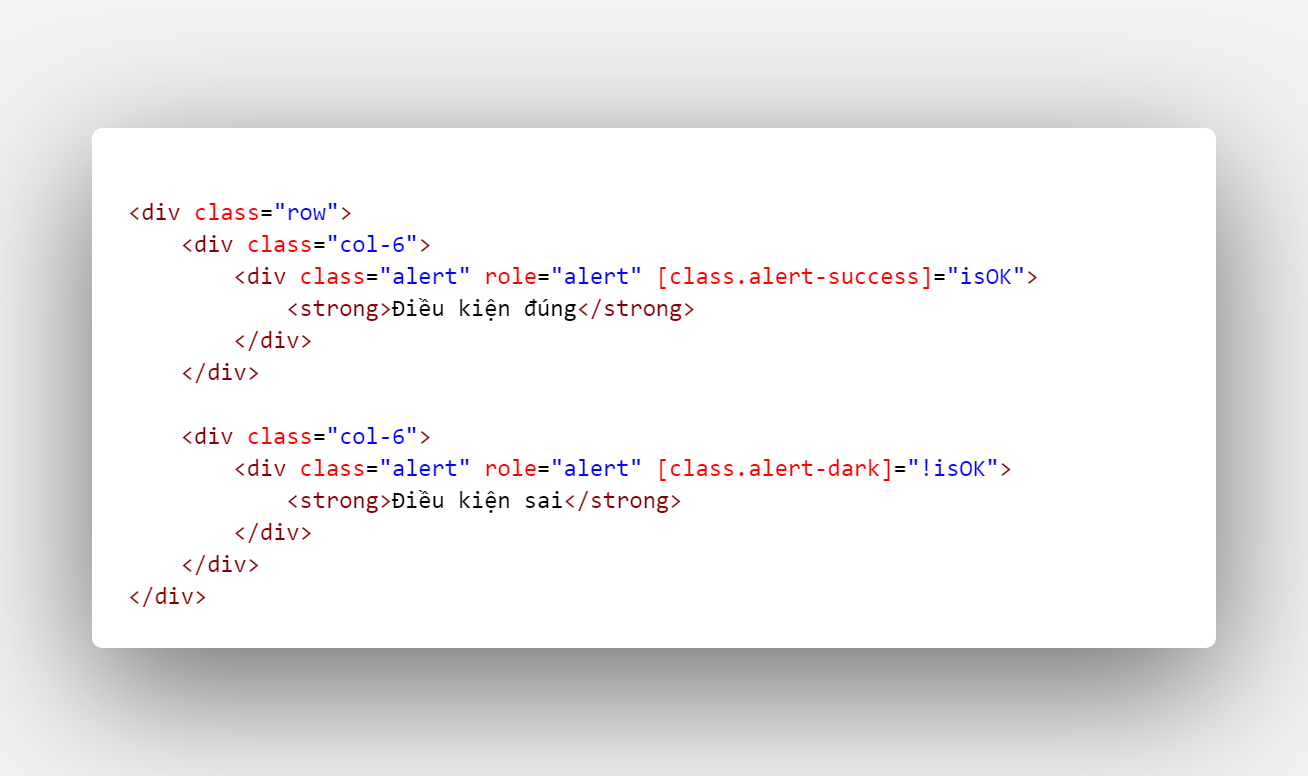 <div class="row">
    <div class="col-6">
        <div class="alert" role="alert" [class.alert-success]="isOK">
            <strong>Điều kiện đúng</strong>
        </div>
    </div>

    <div class="col-6">
        <div class="alert" role="alert" [class.alert-dark]="!isOK">
            <strong>Điều kiện sai</strong>
        </div>
    </div>
</div>